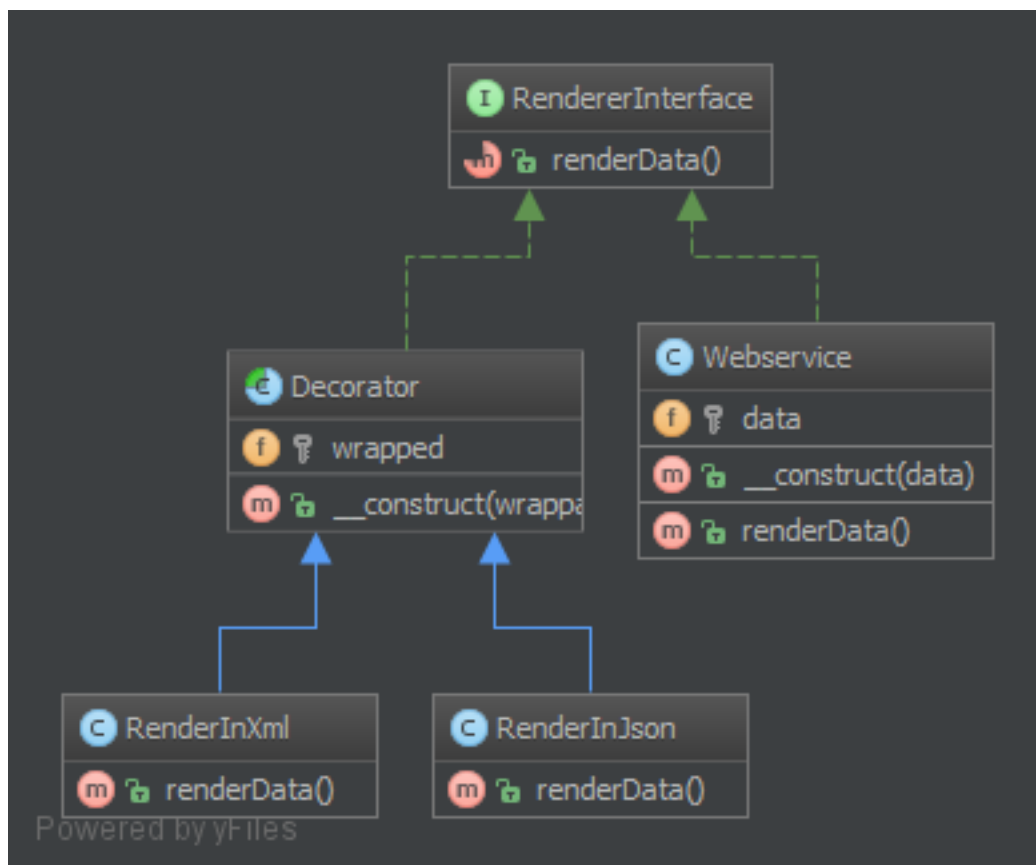 RendererInterface
renderData()
Decorator
wrapped
__construct(wrappa
Webservice
data
__construct(data)
renderData()
RenderInXml
renderData()
RenderInJson
renderData()
Powered by yFiles